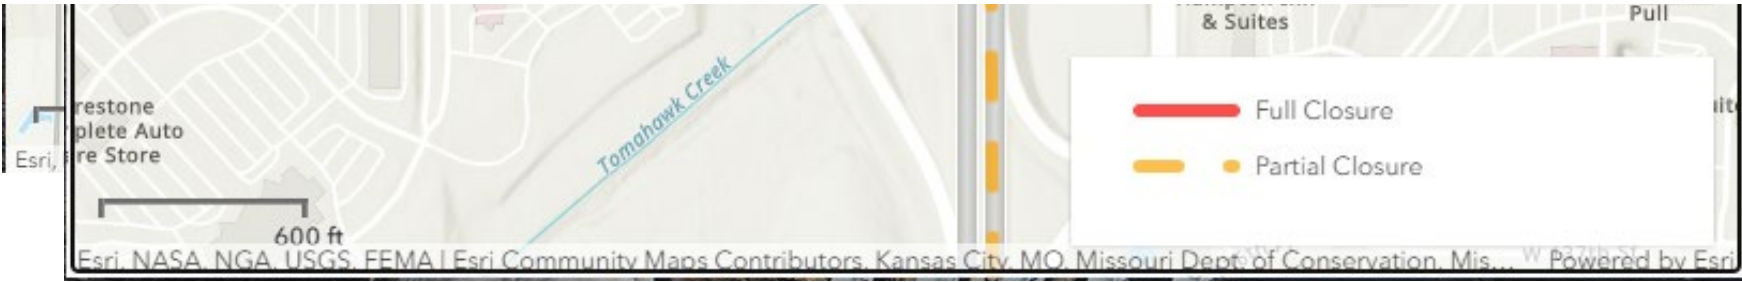 & Suites
Pull
restone
plete Auto
re Store
Esri,
Tomahawk Creek
Full Closure
Partial Closure
600 ft
Esri, NASA, NGA, USGS, FEMA | Esri Community Maps Contributors, Kansas City, MO, Missouri Dept. of Conservation, Mis... Powered by Esri